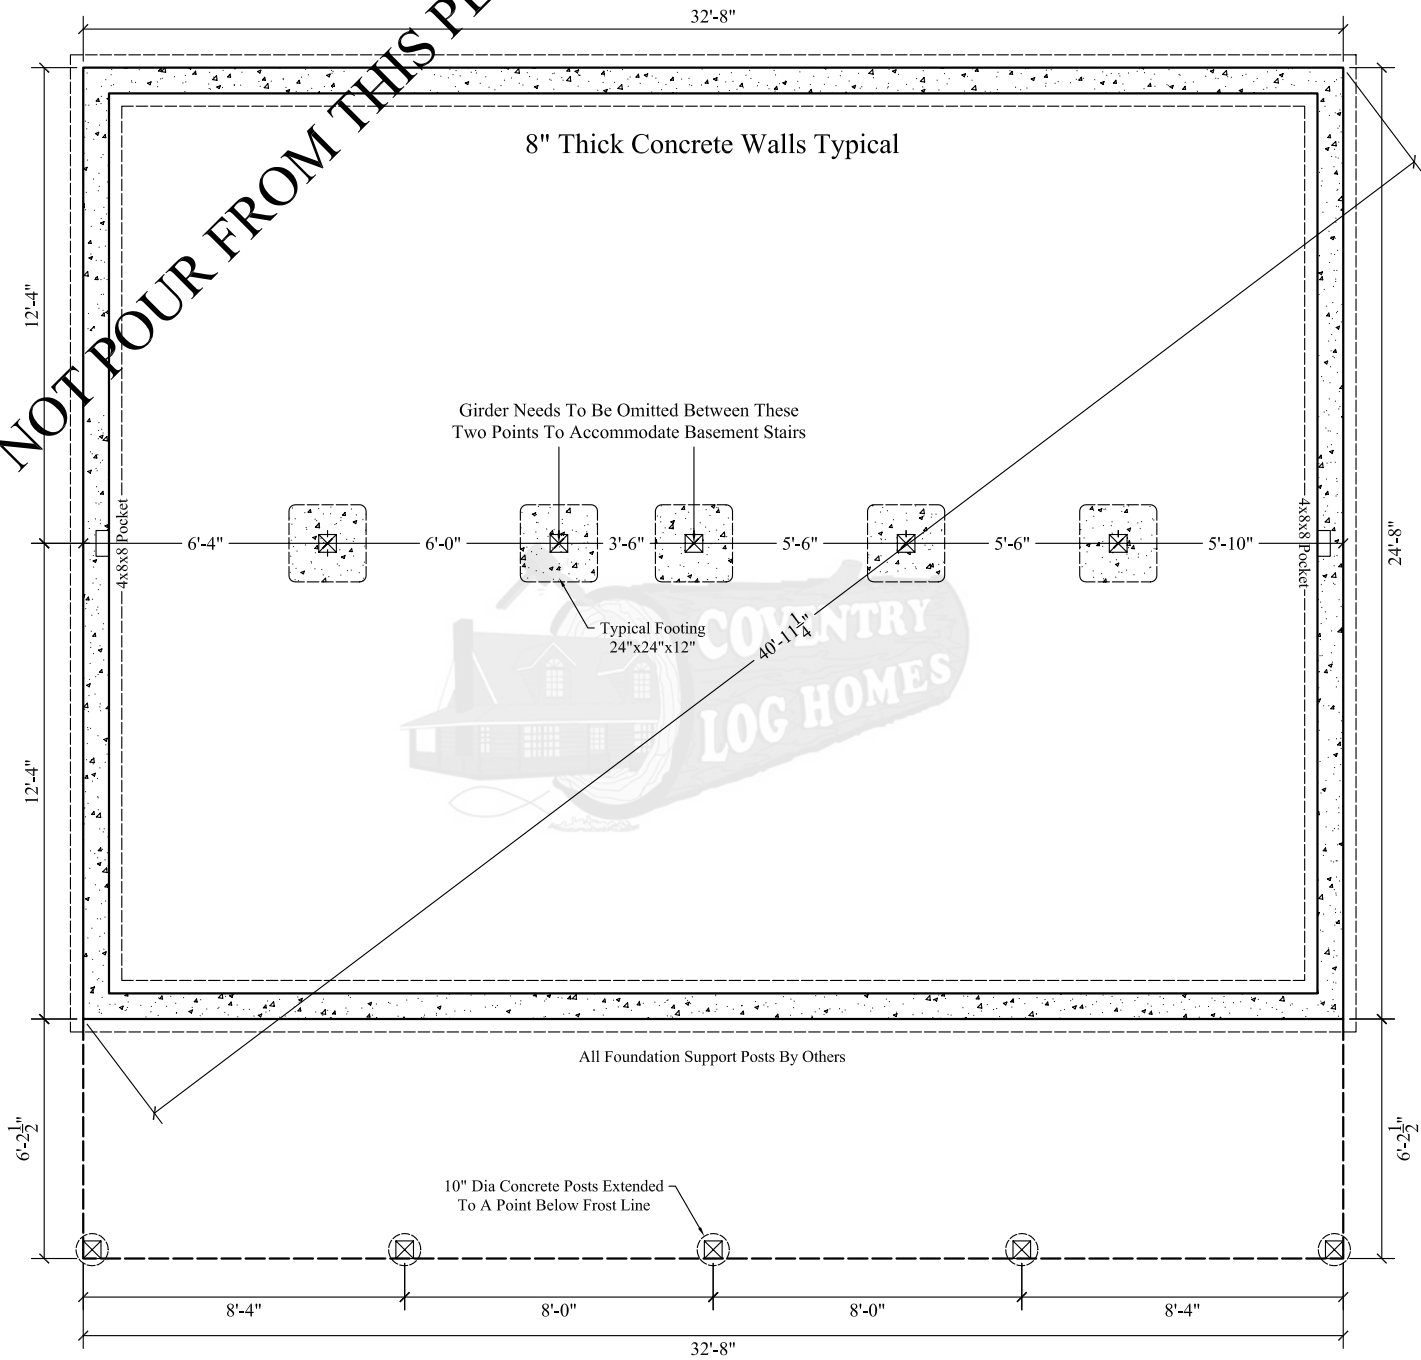 32'-8"
NOT POUR FROM THIS
8" Thick Concrete Walls Typical
12'-4"
Girder Needs To Be Omitted Between These
Two Points To Accommodate Basement Stairs
4x8x8 Pocket
6'-4"
6'-0"
3'-6"
5'-6"
5'-6"
5'-10"
4x8x8 Pocket
24'-8"
Typical Footing
24"x24"x12"
40'-11 1/4"
COVENTRY
LOG HOMES
12'-4"
All Foundation Support Posts By Others
6'-2 1/2"
6'-2 1/2"
10" Dia Concrete Posts Extended
To A Point Below Frost Line
8'-4"
8'-0"
8'-0"
8'-4"
32'-8"